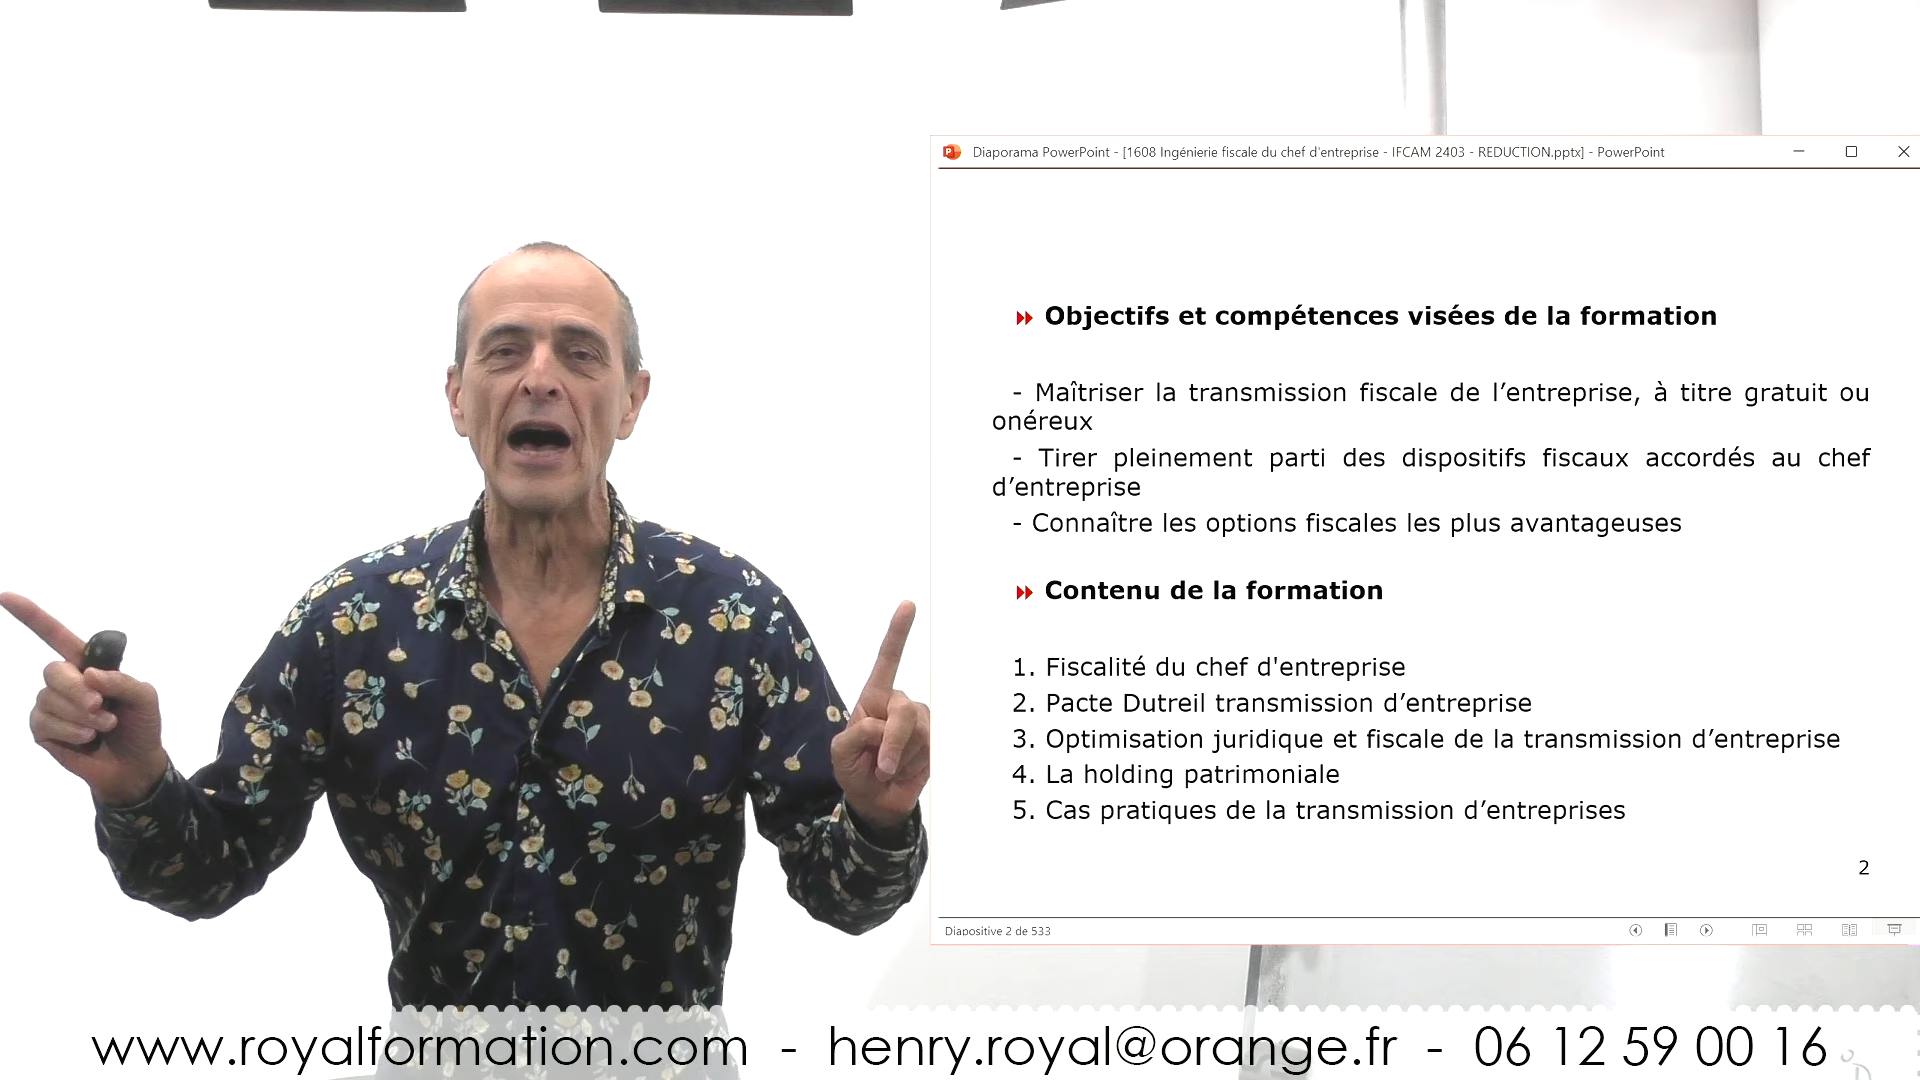 Diaporama PowerPoint - [1608 Ingénierie fiscale du chef d'entreprise - IFCAM 2403 - REDUCTION.pptx] - PowerPoint
Objectifs et compétences visées de la formation
- Maîtriser la transmission fiscale de l’entreprise, à titre gratuit ou
onéreux
- Tirer pleinement parti des dispositifs fiscaux accordés au chef
d’entreprise
- Connaître les options fiscales les plus avantageuses
Contenu de la formation
1. Fiscalité du chef d'entreprise
2. Pacte Dutreil transmission d’entreprise
3. Optimisation juridique et fiscale de la transmission d’entreprise
4. La holding patrimoniale
5. Cas pratiques de la transmission d’entreprises
2
Diapositive 2 de 533
www.royalformation.com - henry.royal@orange.fr - 06 12 59 00 16